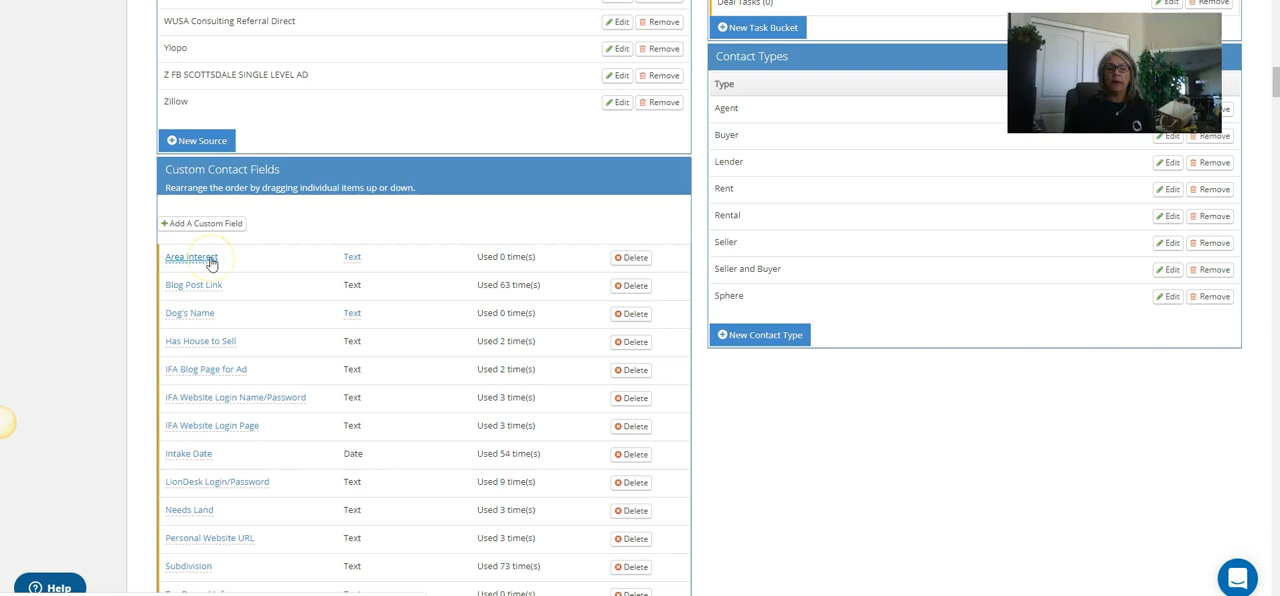 WUSA Consulting Referral Direct Edit Remove
Ylopo Edit Remove
Z FB SCOTTSDALE SINGLE LEVEL AD Edit Remove
Zillow Edit Remove
New Source
Custom Contact Fields
Rearrange the order by dragging individual items up or down.
Add A Custom Field
Area Interest Text Used 0 time(s) Delete
Blog Post Link Text Used 63 time(s) Delete
Dog's Name Text Used 0 time(s) Delete
Has House to Sell Text Used 2 time(s) Delete
IFA Blog Page for Ad Text Used 2 time(s) Delete
IFA Website Login Name/Password Text Used 3 time(s) Delete
IFA Website Login Page Text Used 3 time(s) Delete
Intake Date Date Used 54 time(s) Delete
LionDesk Login/Password Text Used 9 time(s) Delete
Needs Land Text Used 3 time(s) Delete
Personal Website URL Text Used 3 time(s) Delete
Subdivision Text Used 73 time(s) Delete
Help
Deal Tasks (0) Edit Remove
New Task Bucket
Contact Types
Type
Agent
Buyer Edit Remove
Lender Edit Remove
Rent Edit Remove
Rental Edit Remove
Seller Edit Remove
Seller and Buyer Edit Remove
Sphere Edit Remove
New Contact Type